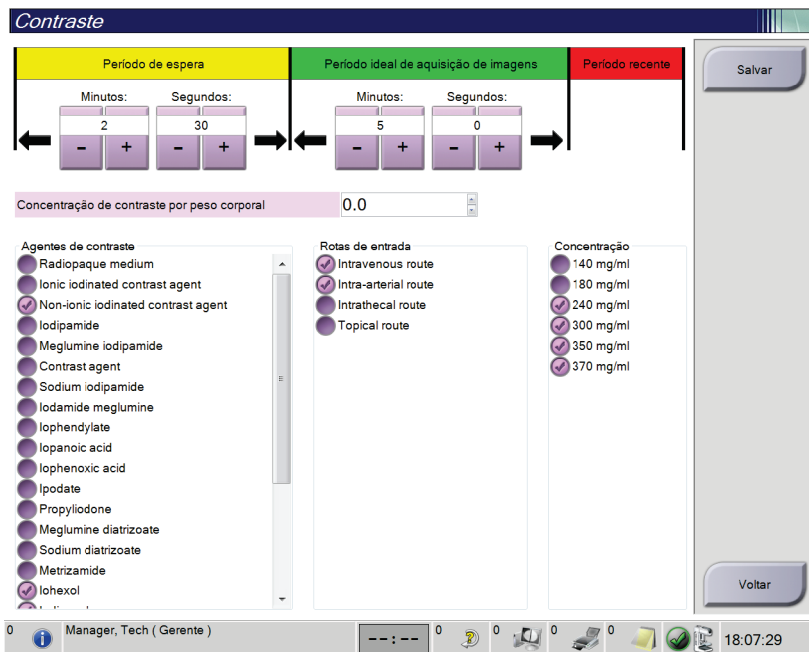 Contraste
Período de espera
Período ideal de aquisição de imagens
Período recente
Minutos: Segundos:
2 30
- + - +
Minutos: Segundos:
5 0
- + - +
Concentração de contraste por peso corporal 0.0
Agentes de contraste
Radiopaque medium
Ionic iodinated contrast agent
Non-ionic iodinated contrast agent
Iodipamide
Meglumine iodipamide
Contrast agent
Sodium iodipamide
Iodamide meglumine
Iophendylate
Iopanoic acid
Iophenoxic acid
Ipodate
Propyliodone
Meglumine diatrizoate
Sodium diatrizoate
Metrizamide
Iohexol
Rotas de entrada
Intravenous route
Intra-arterial route
Intrathecal route
Topical route
Concentração
140 mg/ml
180 mg/ml
240 mg/ml
300 mg/ml
350 mg/ml
370 mg/ml
Salvar
Voltar
0 Manager, Tech ( Gerente ) --:-- 0 0 0 0 18:07:29